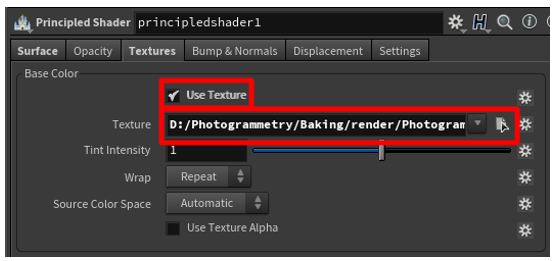 Principled Shader principledshader1
Surface Opacity Textures Bump & Normals Displacement Settings
Base Color
Use Texture
Texture D:/Photogrammetry/Baking/render/Photogram
Tint Intensity 1
Wrap Repeat
Source Color Space Automatic
Use Texture Alpha